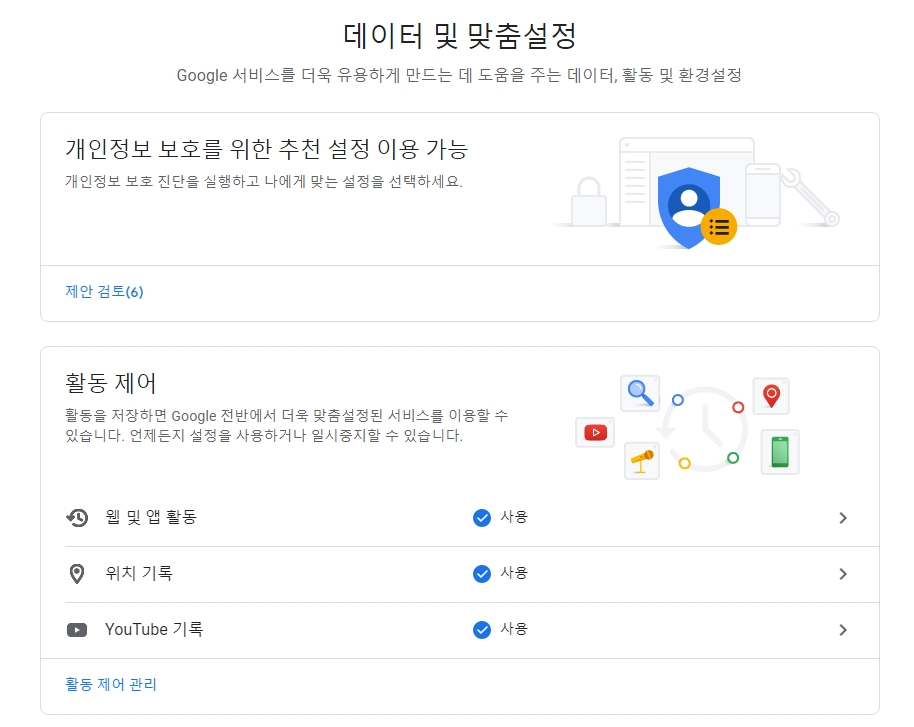 데이터 및 맞춤설정
Google 서비스를 더욱 유용하게 만드는 데 도움을 주는 데이터, 활동 및 환경설정
개인정보 보호를 위한 추천 설정 이용 가능
개인정보 보호 진단을 실행하고 나에게 맞는 설정을 선택하세요.
제안 검토(6)
활동 제어
활동을 저장하면 Google 전반에서 더욱 맞춤설정된 서비스를 이용할 수
있습니다. 언제든지 설정을 사용하거나 일시중지할 수 있습니다.
웹 및 앱 활동 사용
위치 기록 사용
YouTube 기록 사용
활동 제어 관리